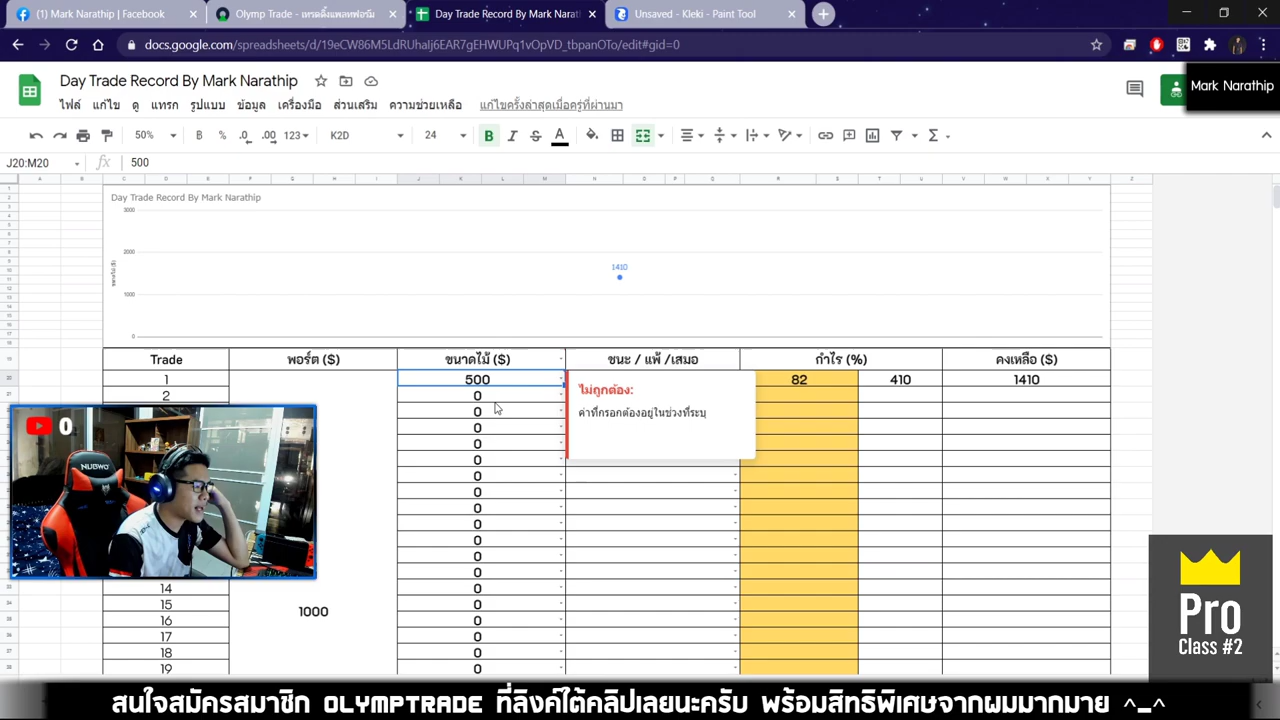 (1) Mark Narathip | Facebook
Olymp Trade - เทรดดิ้งแพลทฟอร์ม
Day Trade Record By Mark Narat
Unsaved - Kleki - Paint Tool
docs.google.com/spreadsheets/d/19eCW86M5LdRUhaIj6EAR7gEHWUPq1vOpVD_tbpanOTo/edit#gid=0
Day Trade Record By Mark Narathip
Mark Narathip
ไฟล์ แก้ไข ดู แทรก รูปแบบ ข้อมูล เครื่องมือ ส่วนเสริม ความช่วยเหลือ แก้ไขครั้งล่าสุดเมื่อครู่ที่ผ่านมา
50% ฿ % .0 .00 123 K2D 24 B I S A Σ
J20:M20 fx 500
Day Trade Record By Mark Narathip
3000
2000
1410
1000
0
Trade พอร์ต ($) ขนาดไม้ ($) ชนะ / แพ้ /เสมอ กำไร (%) คงเหลือ ($)
1 500 82 410 1410
2 0
ไม่ถูกต้อง:
ค่าที่กรอกต้องอยู่ในช่วงที่ระบุ
0
0
0
0
0
0
0
0
0
0
0
14 0
15 0
1000
16 0
17 0
18 0
19 0
0
NUBWO
Pro
Class #2
สนใจสมัครสมาชิก OLYMPTRADE ที่ลิงค์ใต้คลิปเลยนะครับ พร้อมสิทธิพิเศษจากผมมากมาย ^_^